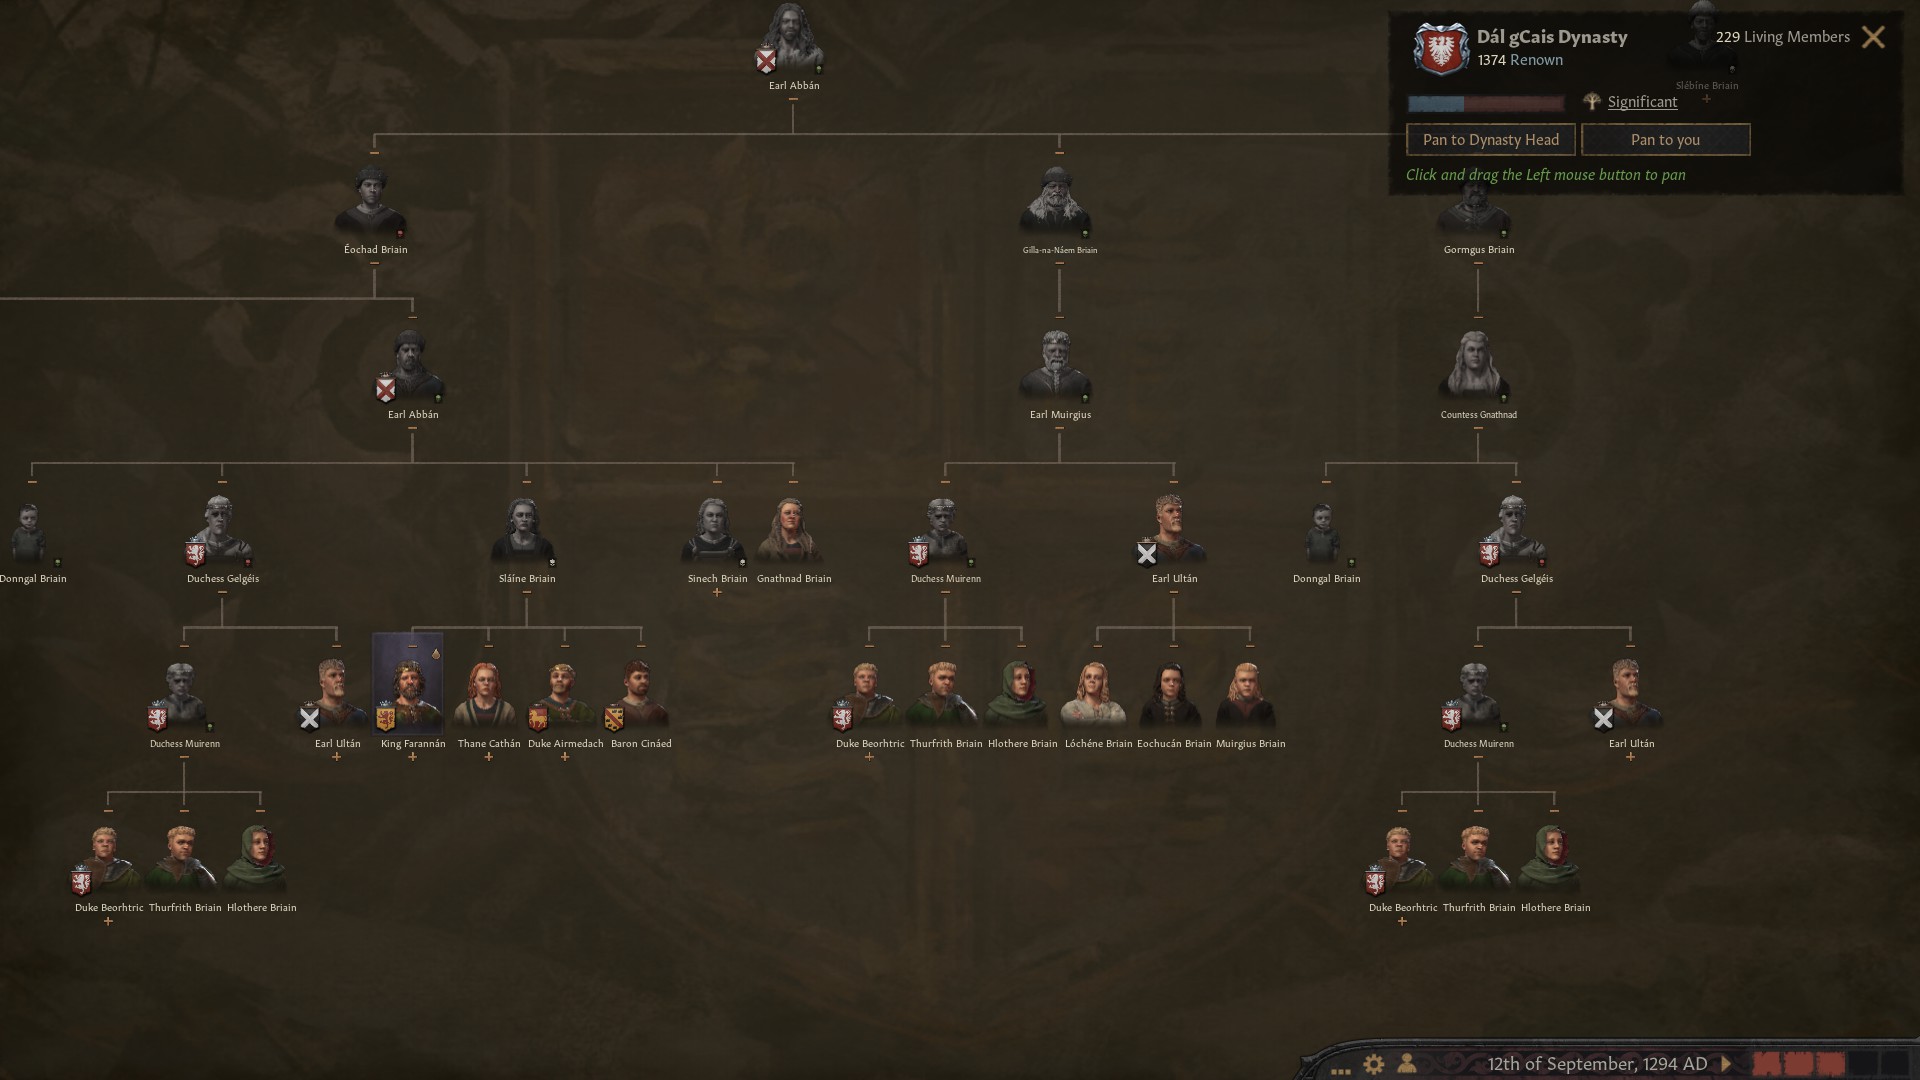 Earl Abbán
Dál gCais Dynasty
229 Living Members
1374 Renown
Slébíne Briain
Significant
Pan to Dynasty Head
Pan to you
Click and drag the Left mouse button to pan
Éochad Briain
Gilla-na-Náem Briain
Gormgus Briain
Earl Abbán
Earl Muirgius
Countess Gnathnad
Donngal Briain
Duchess Gelgéis
Sláíne Briain
Sinech Briain
Gnathnad Briain
Duchess Muirenn
Earl Ultán
Donngal Briain
Duchess Gelgéis
Duchess Muirenn
Earl Ultán
King Farannán
Thane Cathán
Duke Airmedach
Baron Cináed
Duke Beorhtric
Thurfrith Briain
Hlothere Briain
Lóchéne Briain
Eochucán Briain
Muirgius Briain
Duchess Muirenn
Earl Ultán
Duke Beorhtric
Thurfrith Briain
Hlothere Briain
Duke Beorhtric
Thurfrith Briain
Hlothere Briain
12th of September, 1294 AD